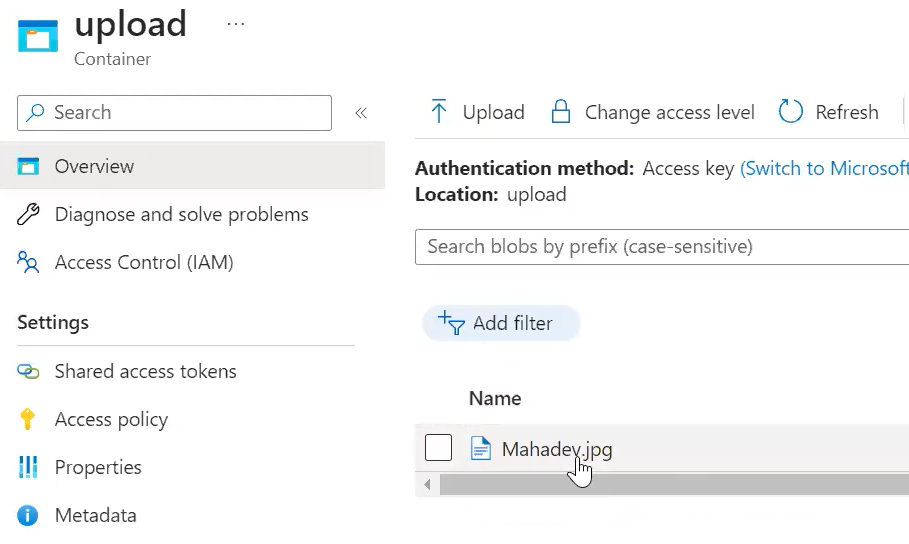 upload
...
Container
Search
«
Upload
Change access level
Refresh
Overview
Diagnose and solve problems
Access Control (IAM)
Authentication method: Access key (Switch to Microsoft
Location: upload
Search blobs by prefix (case-sensitive)
Add filter
Settings
Shared access tokens
Access policy
Properties
Metadata
Name
Mahadev.jpg